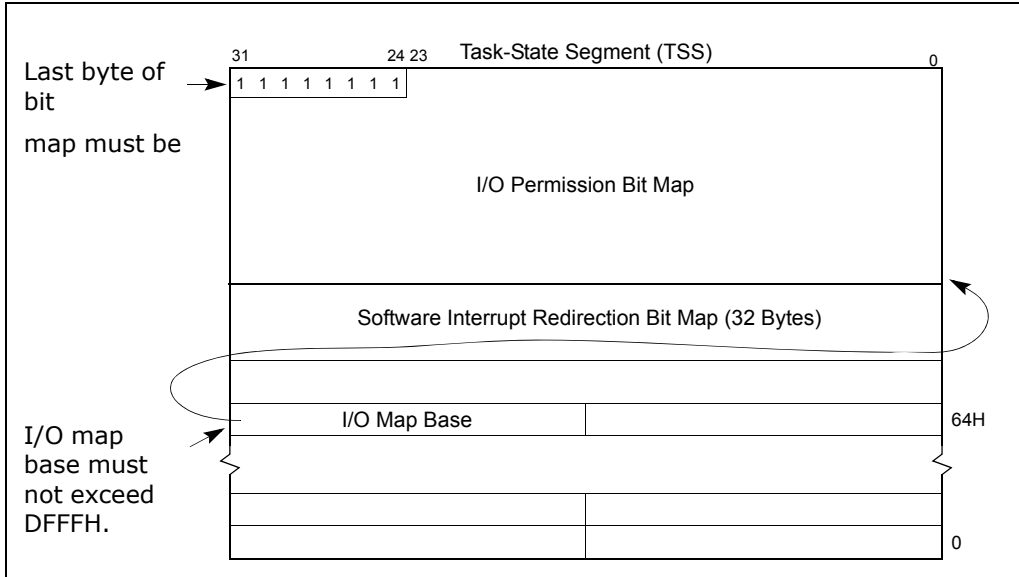 31 24 23 Task-State Segment (TSS) 0
Last byte of
bit
map must be
1 1 1 1 1 1 1 1
I/O Permission Bit Map
Software Interrupt Redirection Bit Map (32 Bytes)
I/O Map Base
64H
I/O map
base must
not exceed
DFFFH.
0